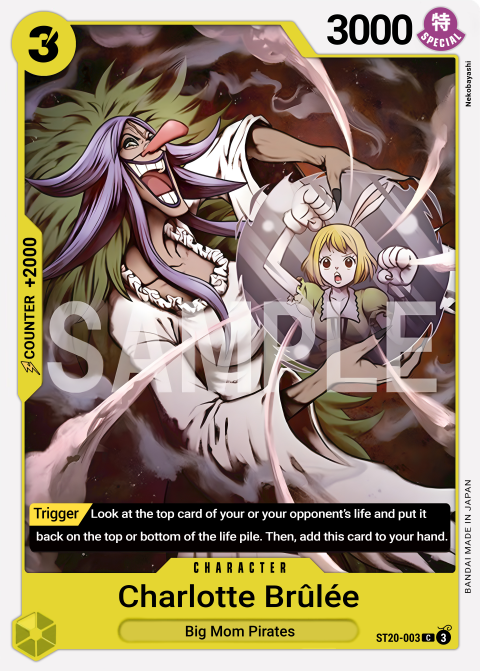 3
3000
特
SPECIAL
Nekobayashi
COUNTER +2000
SAMPLE
Trigger Look at the top card of your or your opponent's life and put it
back on the top or bottom of the life pile. Then, add this card to your hand.
BANDAI MADE IN JAPAN
CHARACTER
Charlotte Brûlée
Big Mom Pirates
ST20-003 C 3